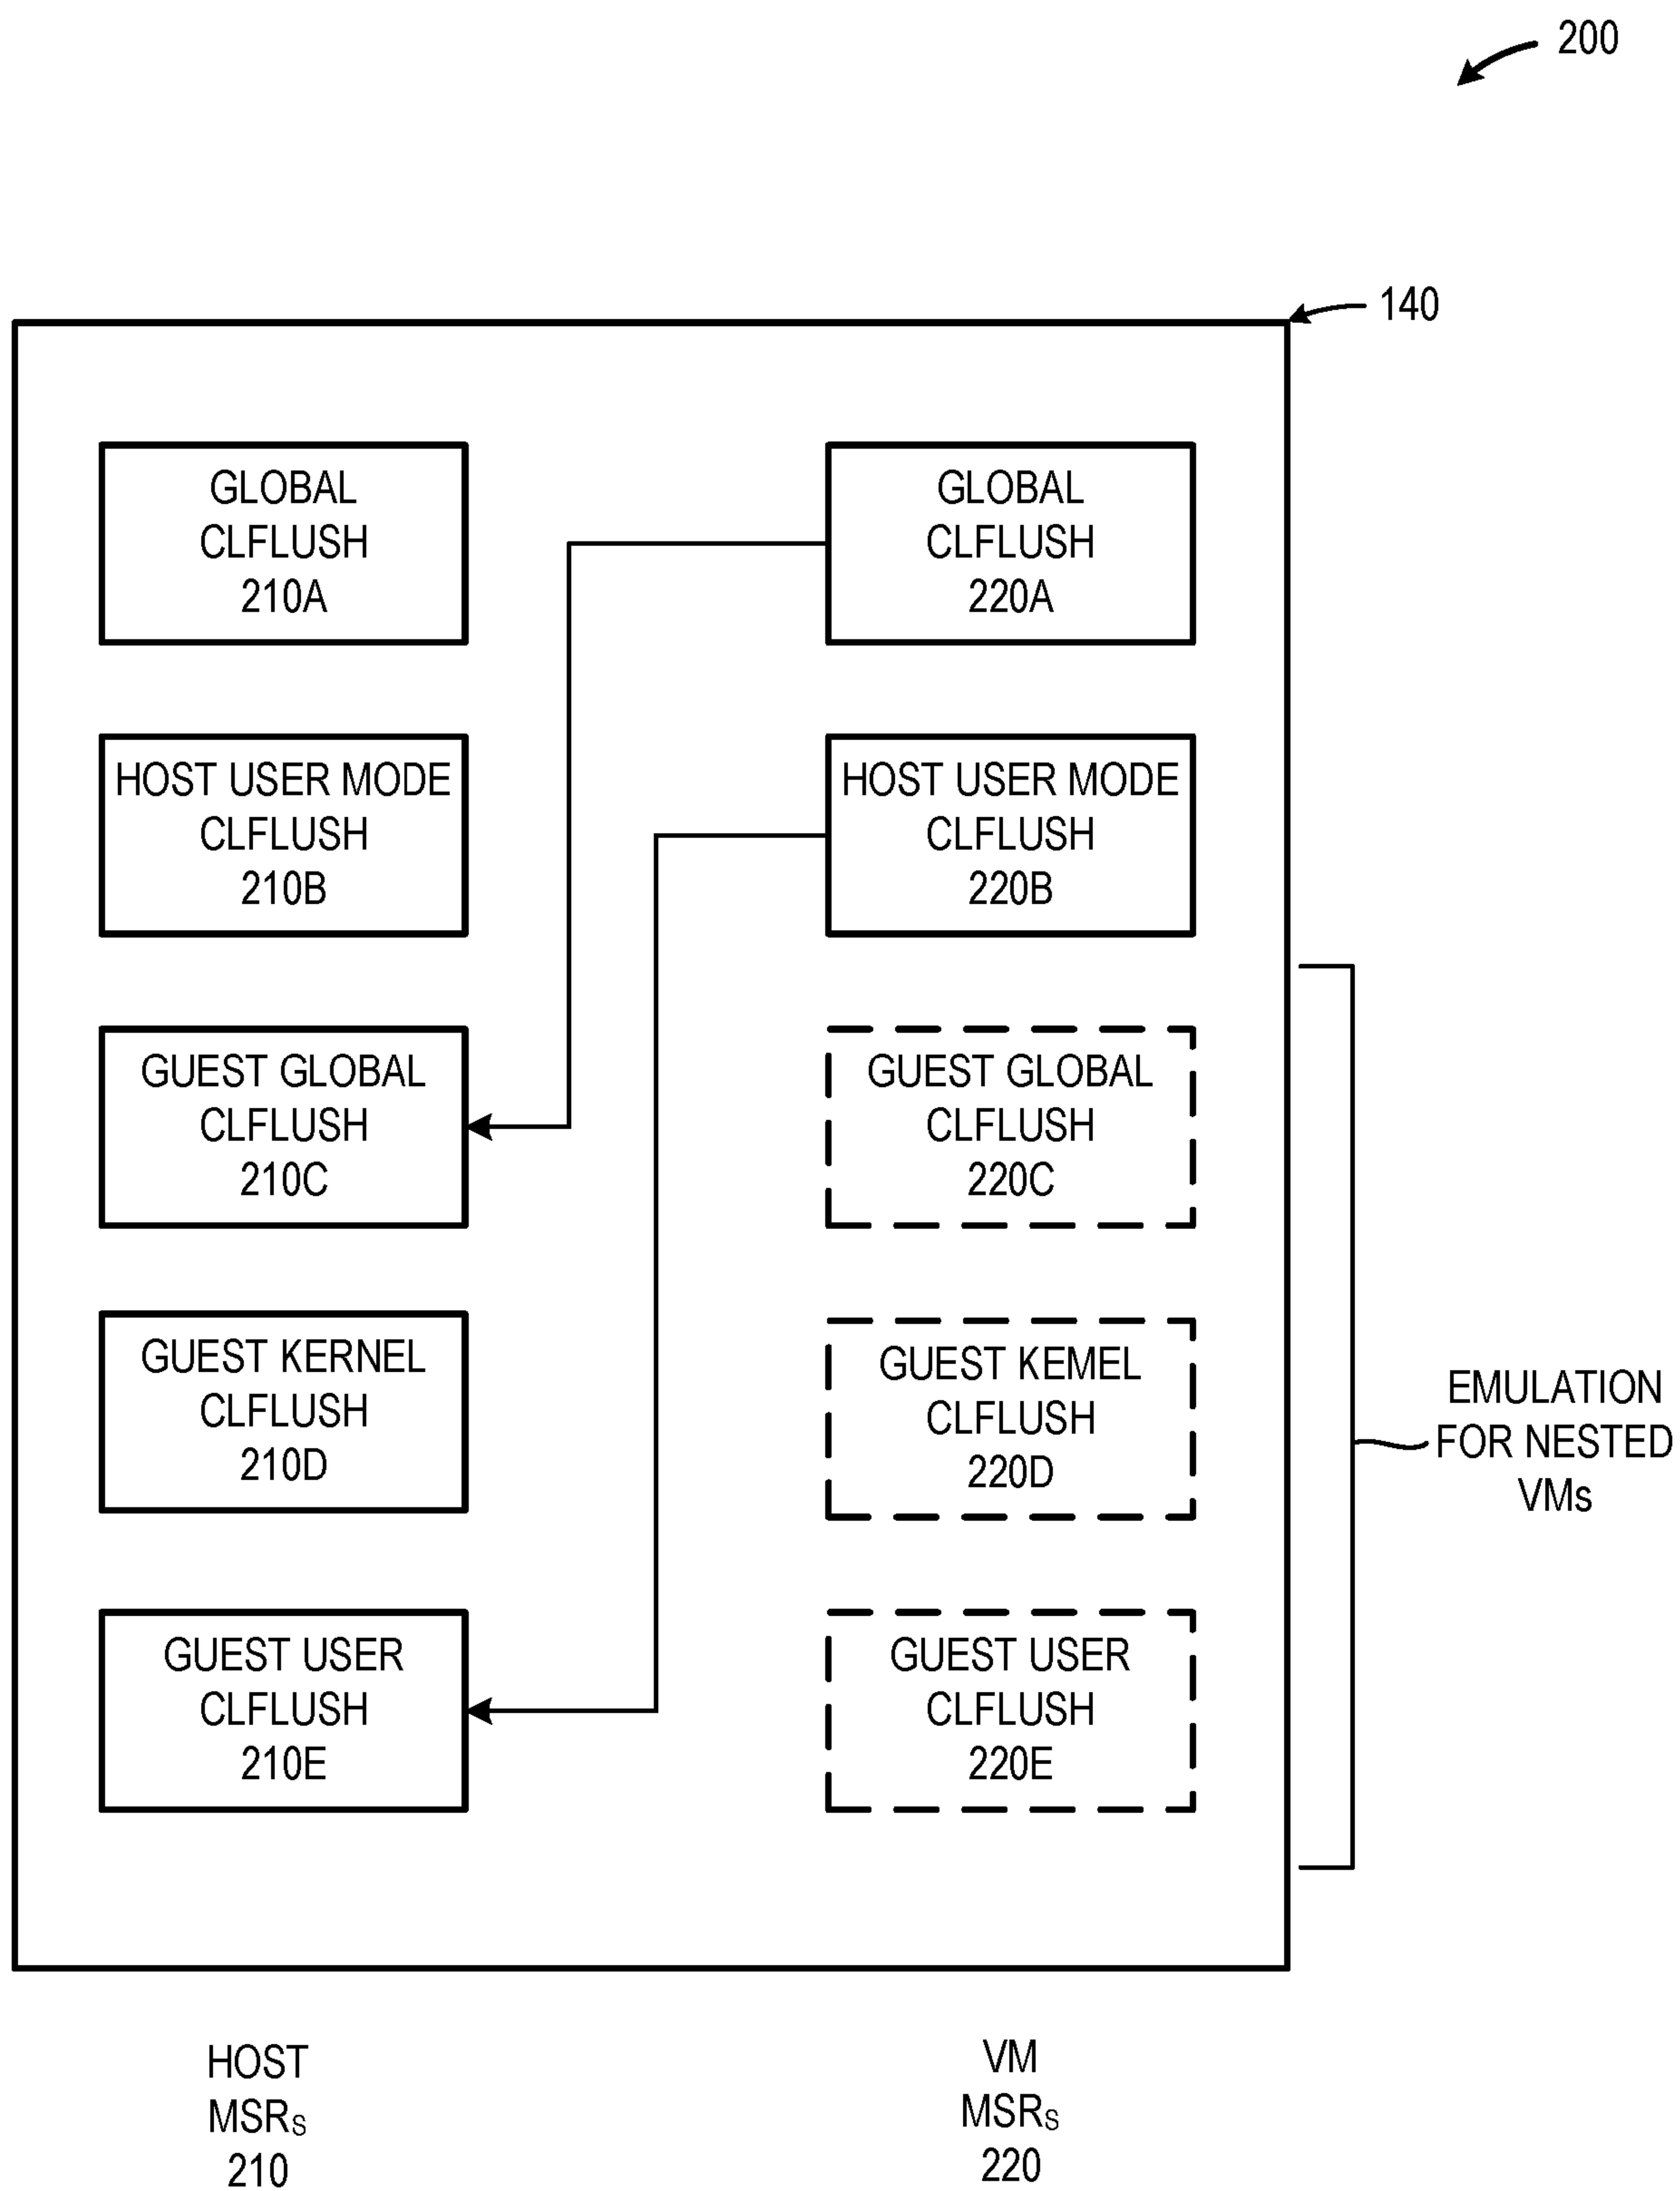 200
140
GLOBAL
CLFLUSH
210A
GLOBAL
CLFLUSH
220A
HOST USER MODE
CLFLUSH
210B
HOST USER MODE
CLFLUSH
220B
GUEST GLOBAL
CLFLUSH
210C
GUEST GLOBAL
CLFLUSH
220C
GUEST KERNEL
CLFLUSH
210D
GUEST KEMEL
CLFLUSH
220D
EMULATION
FOR NESTED
VMs
GUEST USER
CLFLUSH
210E
GUEST USER
CLFLUSH
220E
HOST
MSRS
210
VM
MSRS
220